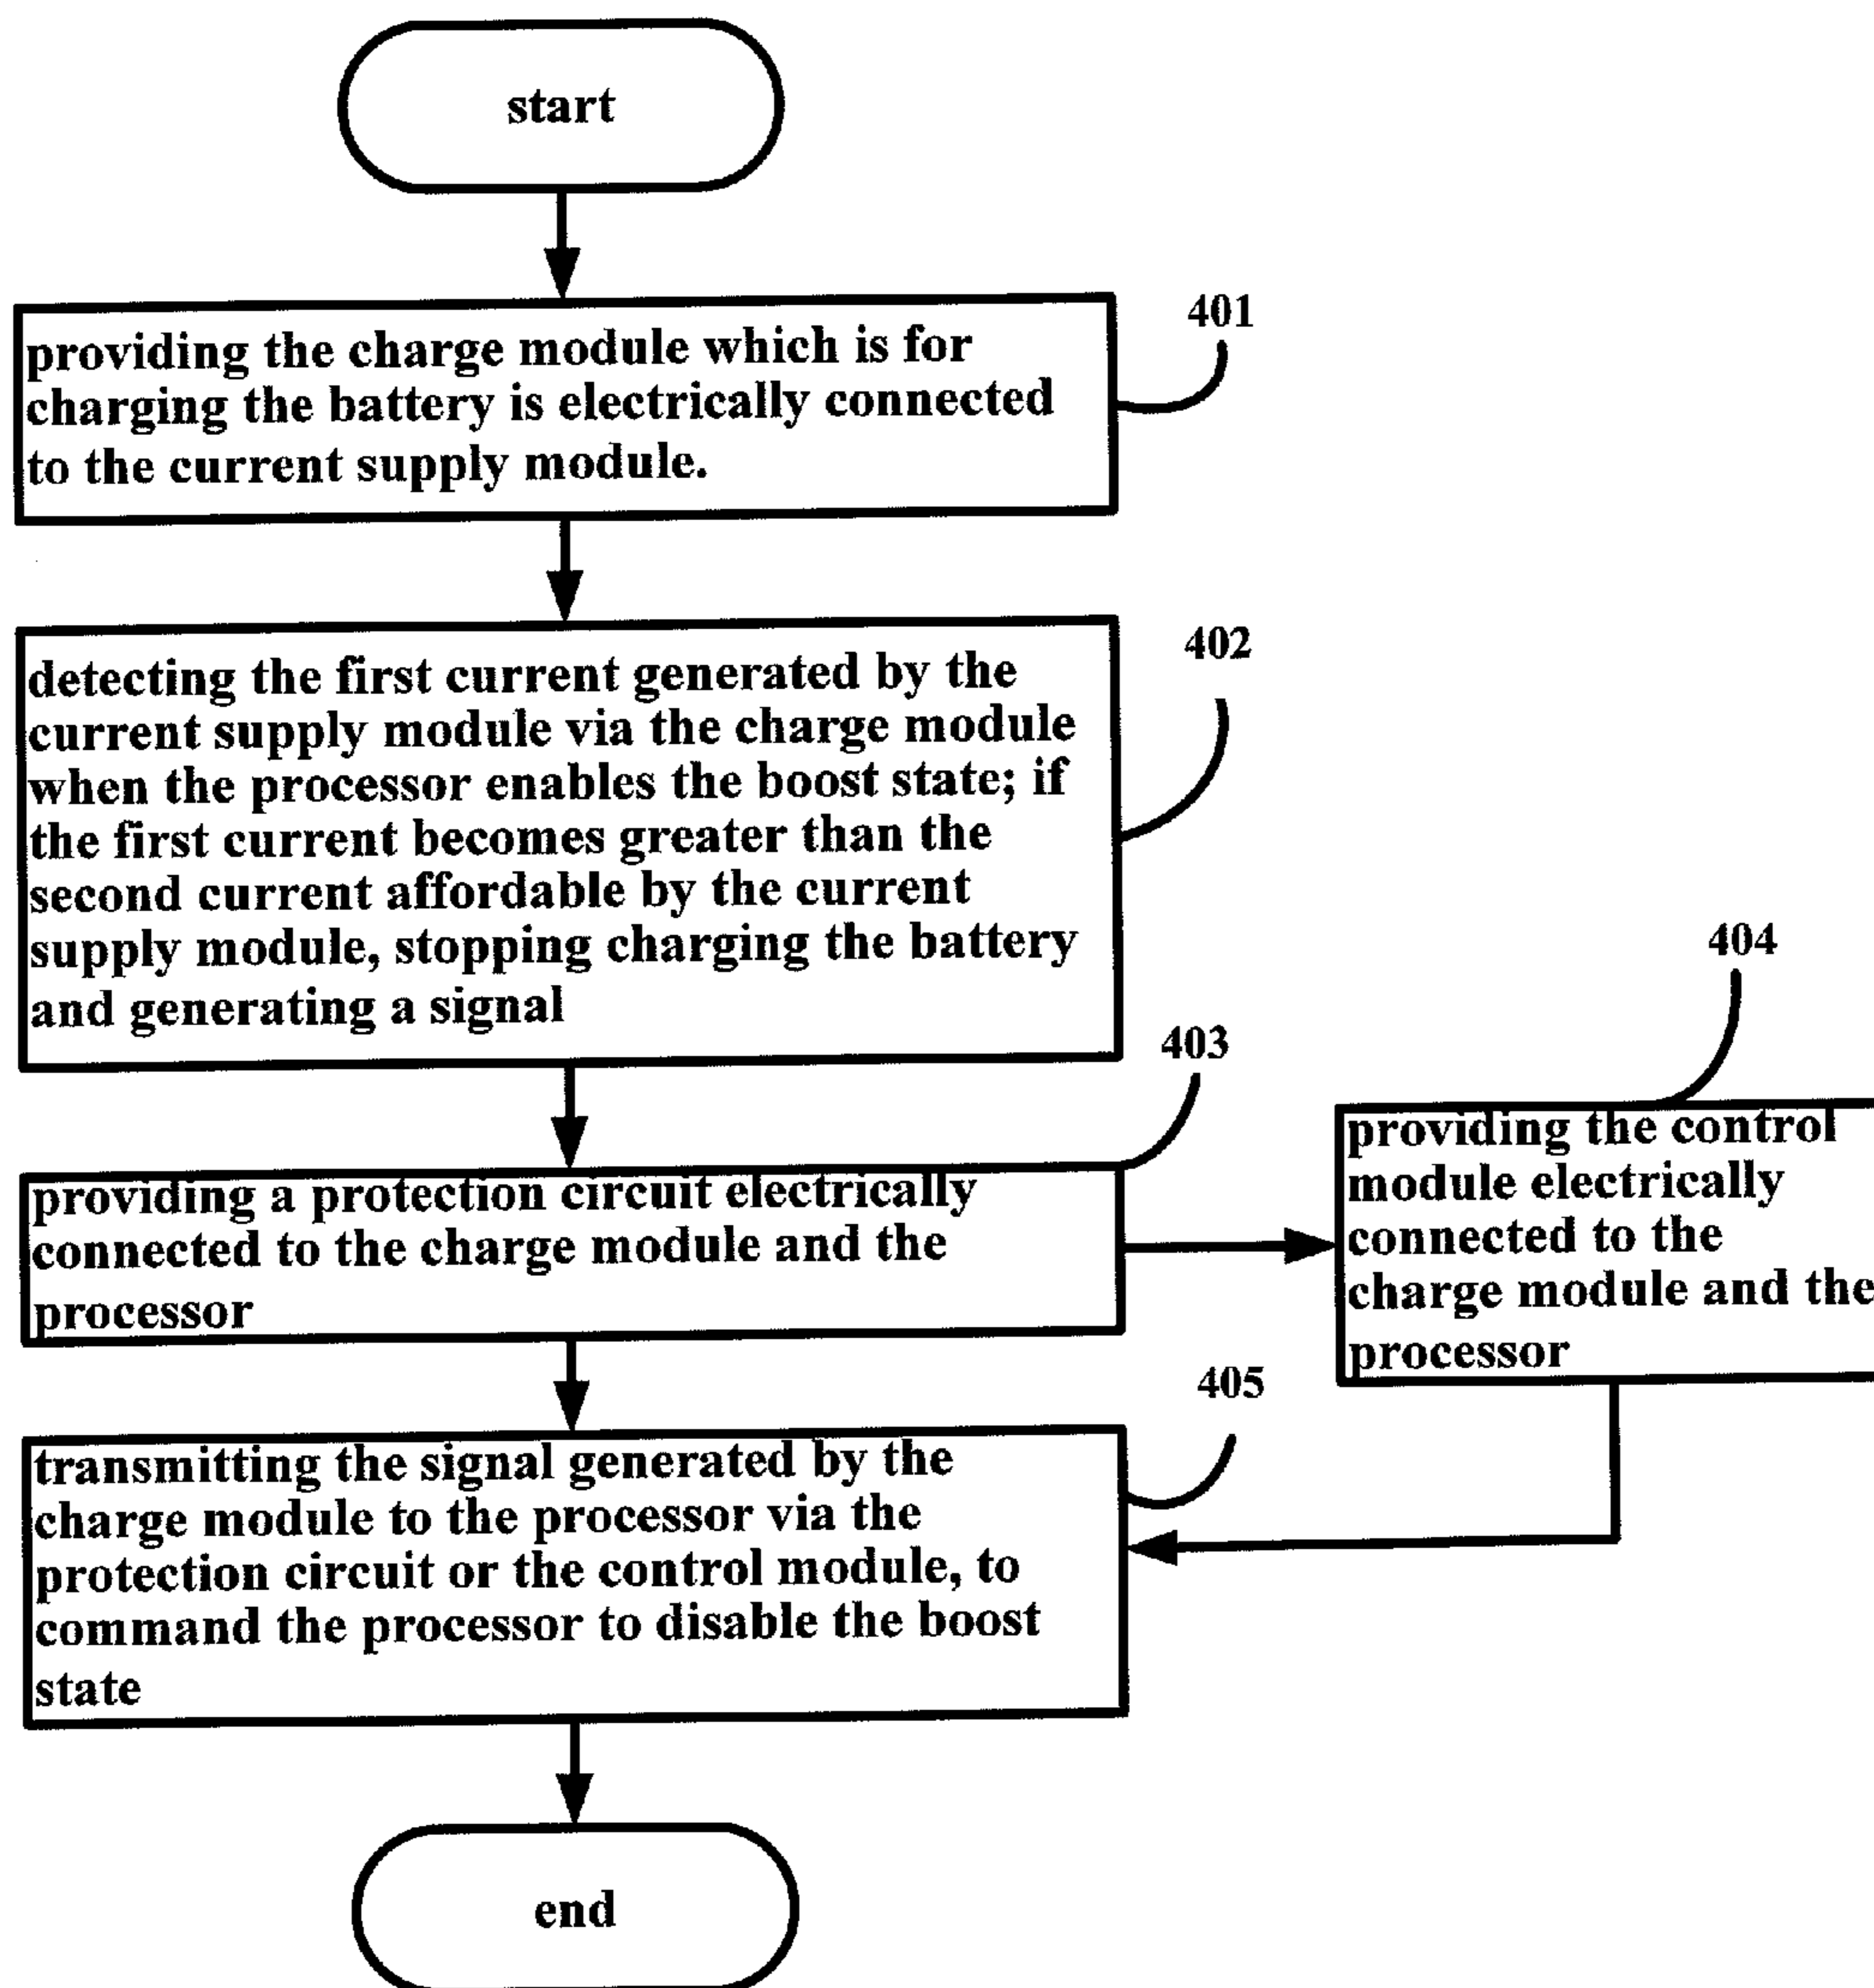 start
401
providing the charge module which is for
charging the battery is electrically connected
to the current supply module.
402
detecting the first current generated by the
current supply module via the charge module
when the processor enables the boost state; if
the first current becomes greater than the
second current affordable by the current
supply module, stopping charging the battery
and generating a signal
403
providing a protection circuit electrically
connected to the charge module and the
processor
404
providing the control
module electrically
connected to the
charge module and the
processor
405
transmitting the signal generated by the
charge module to the processor via the
protection circuit or the control module, to
command the processor to disable the boost
state
end